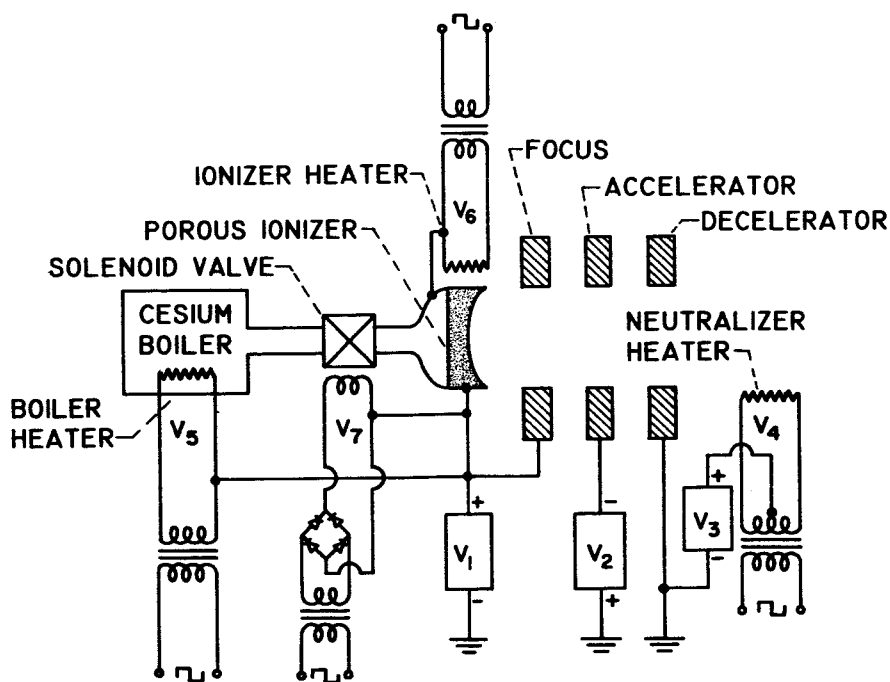 FOCUS
IONIZER HEATER
ACCELERATOR
V6
POROUS IONIZER
DECELERATOR
SOLENOID VALVE
CESIUM
BOILER
NEUTRALIZER
HEATER
BOILER
HEATER
V5
V7
V4
+
+
-
V1
V2
V3
-
-
+